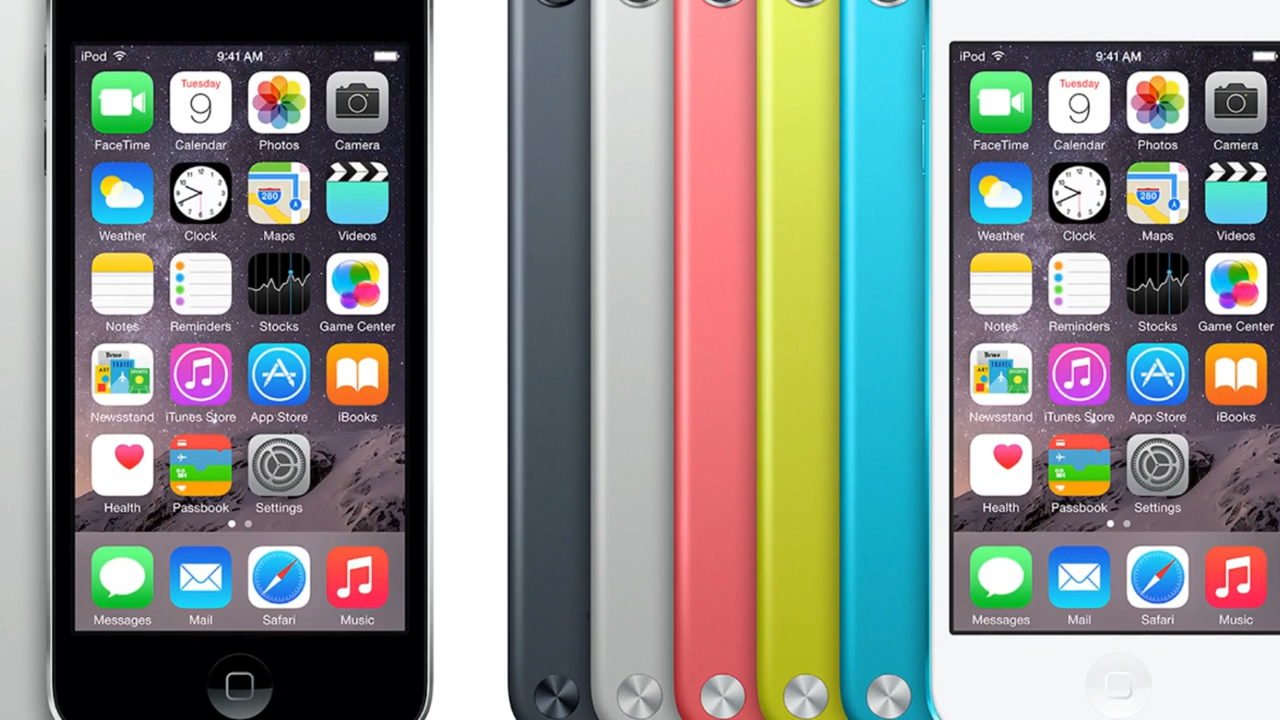 iPod 9:41 AM
Tuesday
9
FaceTime Calendar Photos Camera
280
Weather Clock Maps Videos
Notes Reminders Stocks Game Center
Newsstand iTunes Store App Store iBooks
Health Passbook Settings
Messages Mail Safari Music
iPod 9:41 AM
Tuesday
9
FaceTime Calendar Photos Camera
280
Weather Clock Maps Videos
Notes Reminders Stocks Game Center
Newsstand iTunes Store App Store iBooks
Health Passbook Settings
Messages Mail Safari Music